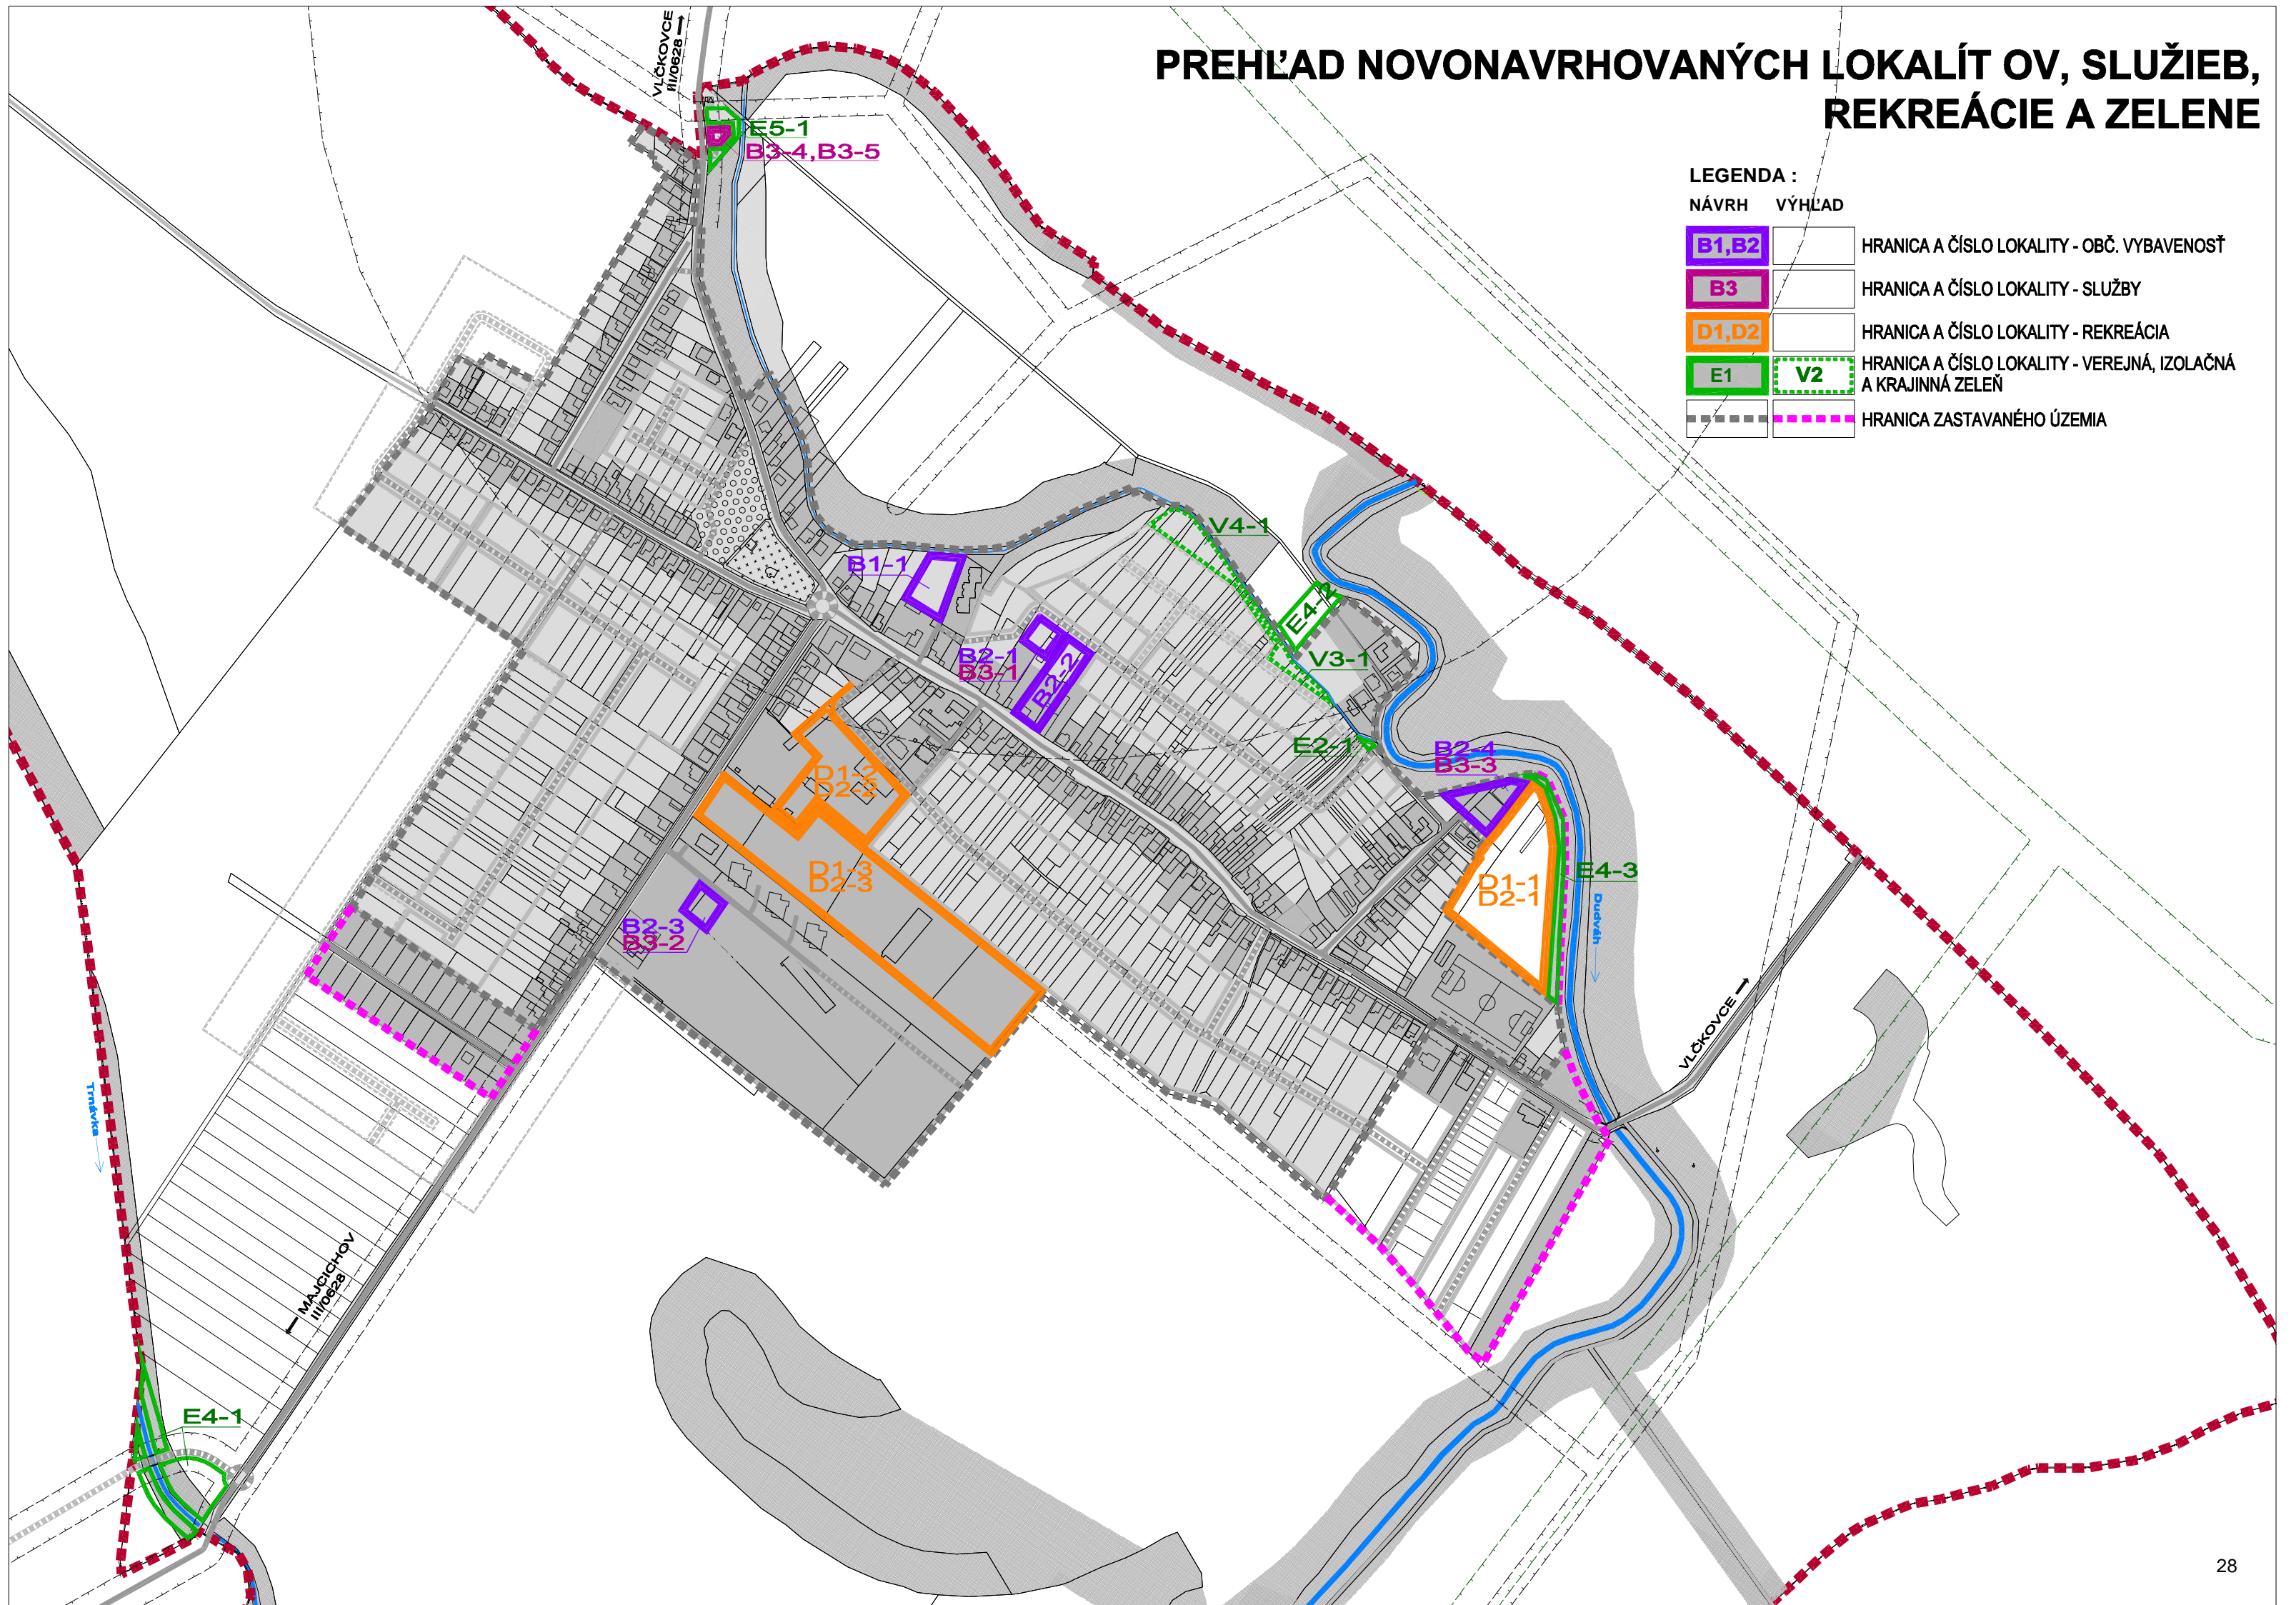 PREHĽAD NOVONAVRHOVANÝCH LOKALÍT OV, SLUŽIEB,
REKREÁCIE A ZELENE
LEGENDA :
NÁVRH VÝHĽAD
B1,B2 HRANICA A ČÍSLO LOKALITY - OBČ. VYBAVENOSŤ
B3 HRANICA A ČÍSLO LOKALITY - SLUŽBY
D1,D2 HRANICA A ČÍSLO LOKALITY - REKREÁCIA
E1 V2 HRANICA A ČÍSLO LOKALITY - VEREJNÁ, IZOLAČNÁ
A KRAJINNÁ ZELEŇ
HRANICA ZASTAVANÉHO ÚZEMIA
VLČKOVCE
III/0628
E5-1
B3-4,B3-5
V4-1
B1-1
E4-2
B2-1
B3-1
B2-2
V3-1
E2-1
B2-4
B3-3
D1-2
D2-2
D1-3
D2-3
E4-3
D1-1
D2-1
Dudváh
B2-3
B3-2
VLČKOVCE
Trnávka
MAJCICHOV
III/0628
E4-1
28